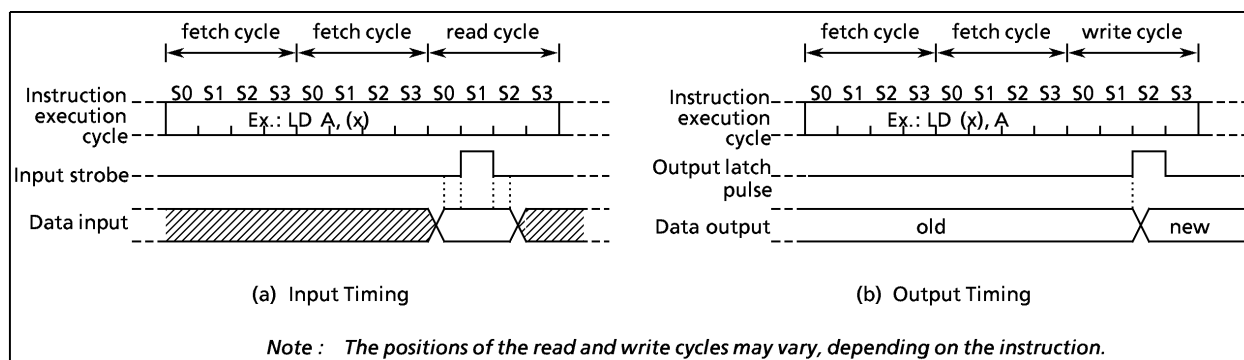 fetch cycle fetch cycle read cycle
S0 S1 S2 S3 S0 S1 S2 S3 S0 S1 S2 S3
Instruction
execution
cycle
Ex.: LD A, (x)
Input strobe
Data input
(a) Input Timing
fetch cycle fetch cycle write cycle
S0 S1 S2 S3 S0 S1 S2 S3 S0 S1 S2 S3
Instruction
execution
cycle
Ex.: LD (x), A
Output latch
pulse
Data output
old
new
(b) Output Timing
Note : The positions of the read and write cycles may vary, depending on the instruction.